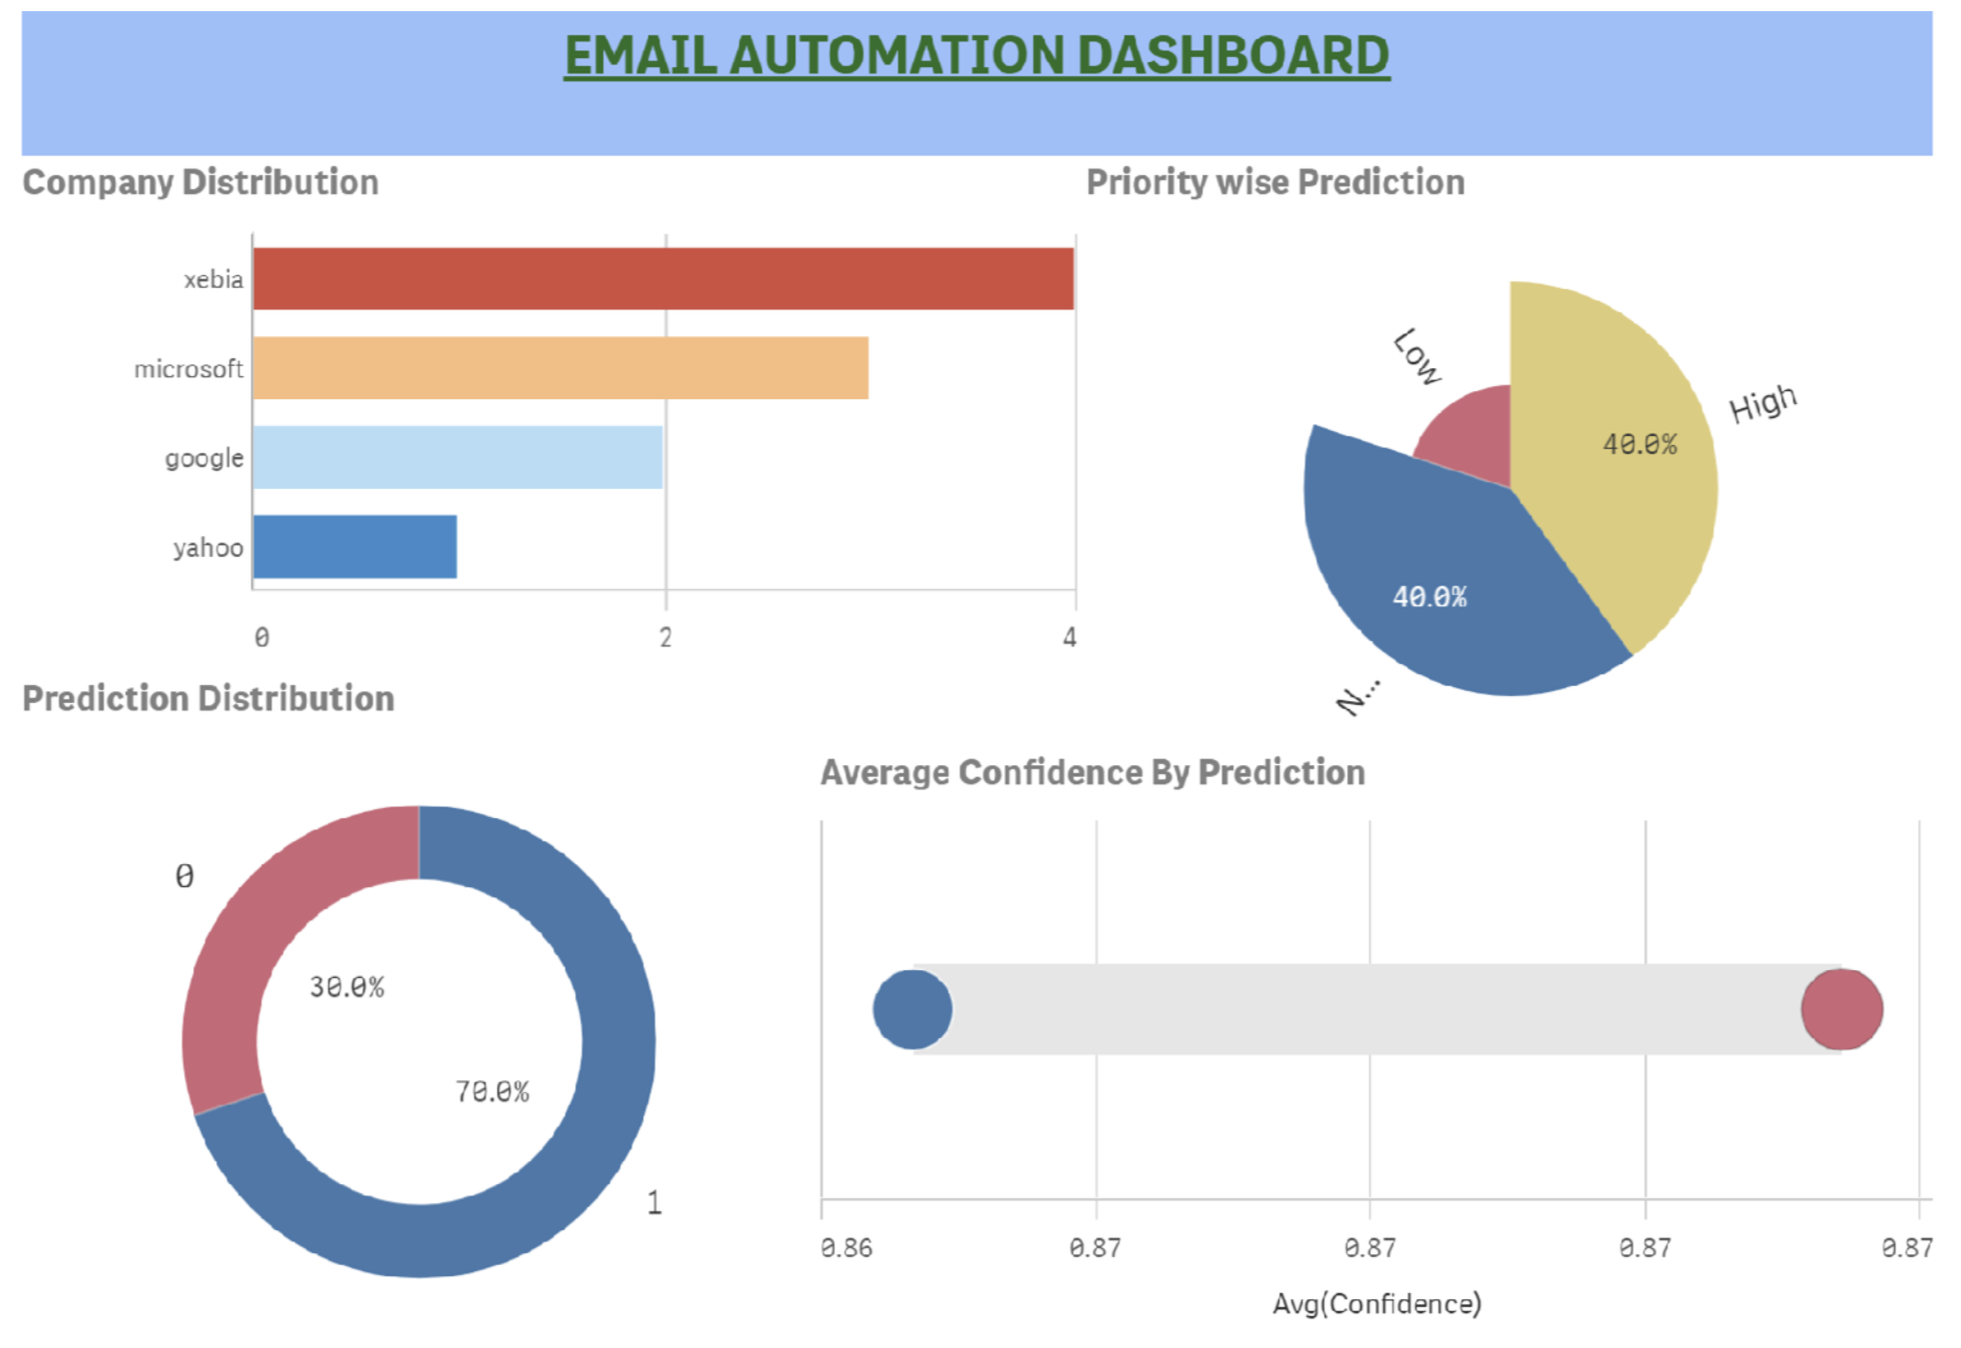 EMAIL AUTOMATION DASHBOARD
Company Distribution
xebia
microsoft
google
yahoo
0 2 4
Priority wise Prediction
Low
High
40.0%
40.0%
N...
Prediction Distribution
0
30.0%
70.0%
1
Average Confidence By Prediction
0.86 0.87 0.87 0.87 0.87
Avg(Confidence)